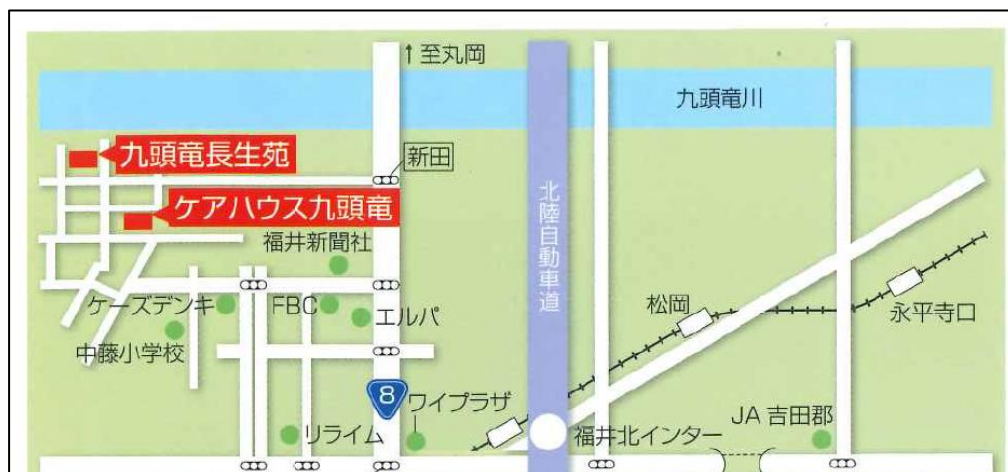 ↑至丸岡
九頭竜川
九頭竜長生苑
新田
ケアハウス九頭竜
北陸自動車道
福井新聞社
ケーズデンキ
FBC
エルパ
松岡
永平寺口
中藤小学校
8
ワイプラザ
リライム
福井北インター
JA 吉田郡